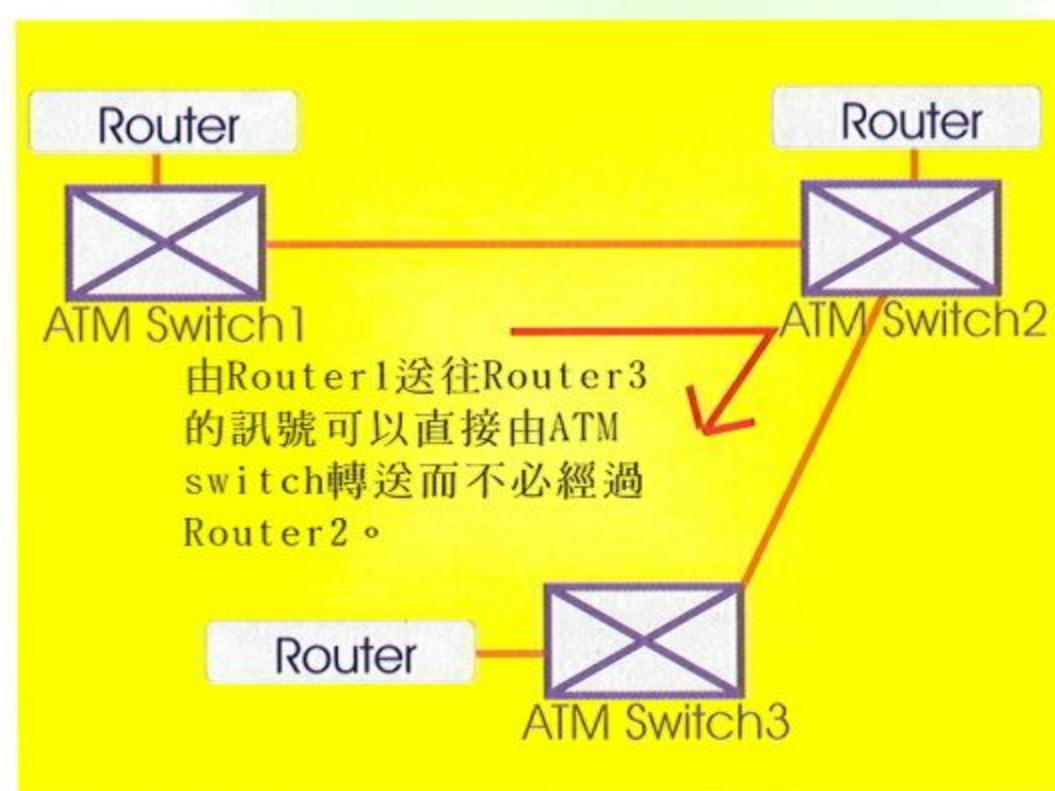 Router
Router
ATM Switch1
ATM Switch2
由Router1送往Router3
的訊號可以直接由ATM
switch轉送而不必經過
Router2。
Router
ATM Switch3